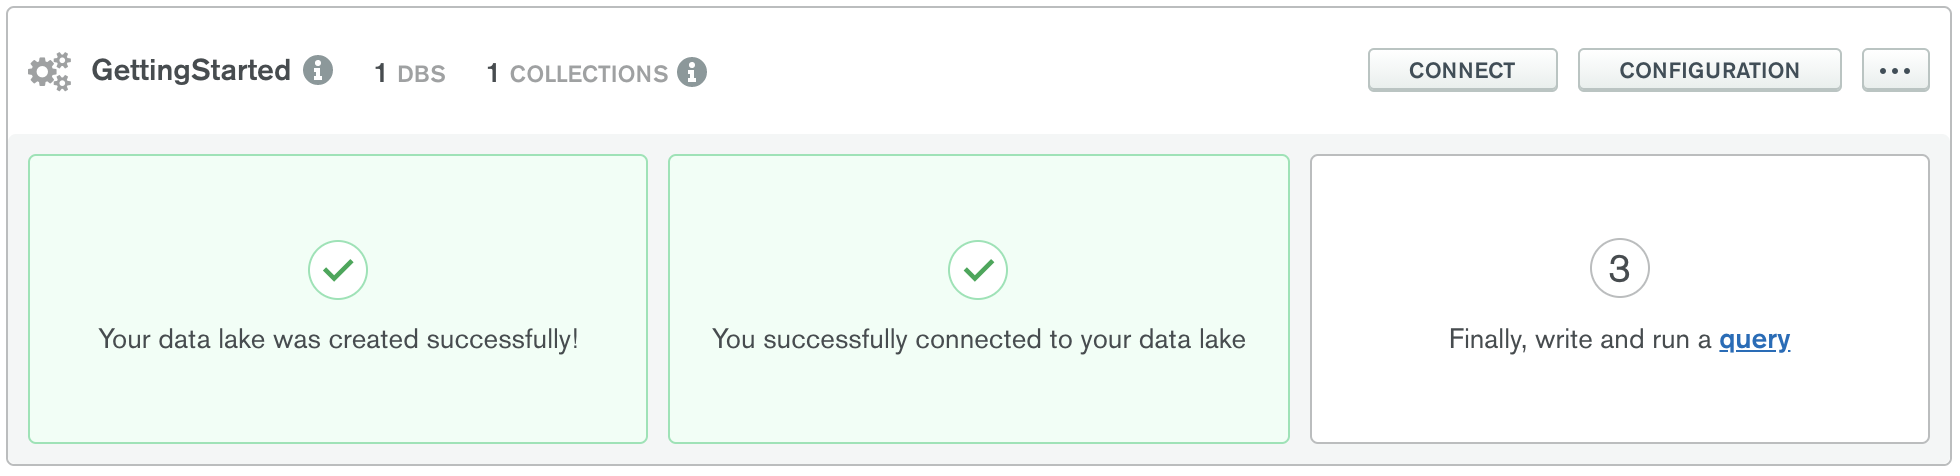 GettingStarted 1 DBS 1 COLLECTIONS CONNECT CONFIGURATION ...
Your data lake was created successfully!
You successfully connected to your data lake
3
Finally, write and run a query